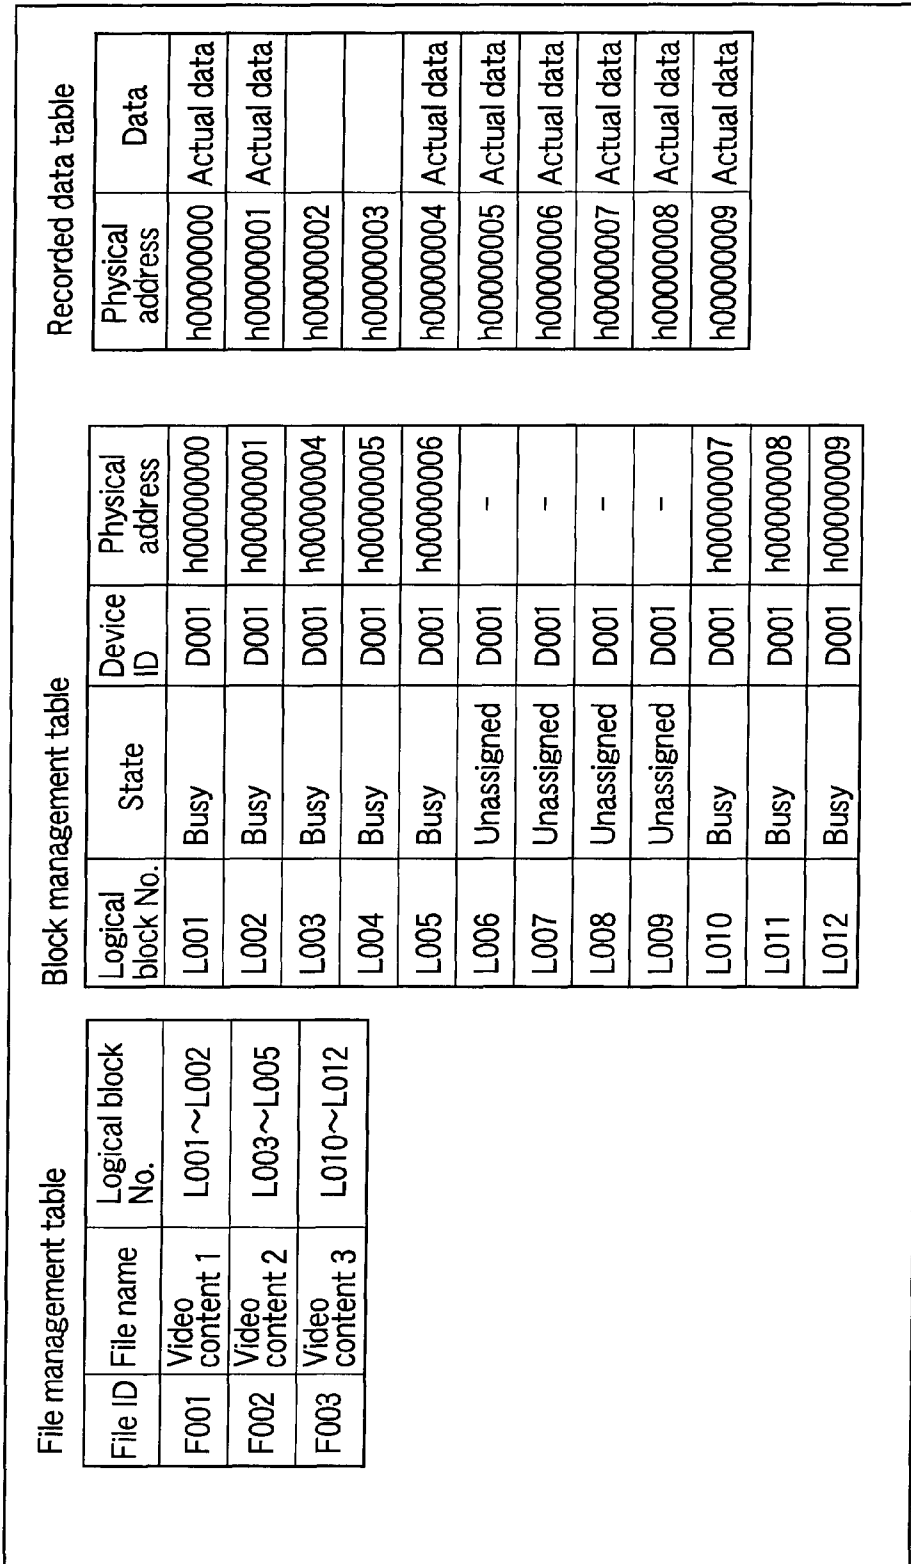 File management table
File ID File name Logical block
No.
F001 Video
content 1 L001~L002
F002 Video
content 2 L003~L005
F003 Video
content 3 L010~L012
Block management table
Logical
block No. State Device
ID Physical
address
L001 Busy D001 h00000000
L002 Busy D001 h00000001
L003 Busy D001 h00000004
L004 Busy D001 h00000005
L005 Busy D001 h00000006
L006 Unassigned D001 -
L007 Unassigned D001 -
L008 Unassigned D001 -
L009 Unassigned D001 -
L010 Busy D001 h00000007
L011 Busy D001 h00000008
L012 Busy D001 h00000009
Recorded data table
Physical
address Data
h00000000 Actual data
h00000001 Actual data
h00000002
h00000003
h00000004 Actual data
h00000005 Actual data
h00000006 Actual data
h00000007 Actual data
h00000008 Actual data
h00000009 Actual data